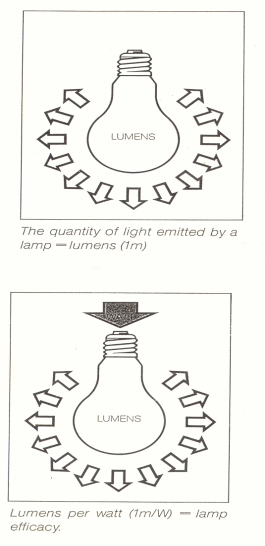 LUMENS
The quantity of light emitted by a
lamp = lumens (1m)
LUMENS
Lumens per watt (1m/W) = lamp
efficacy.